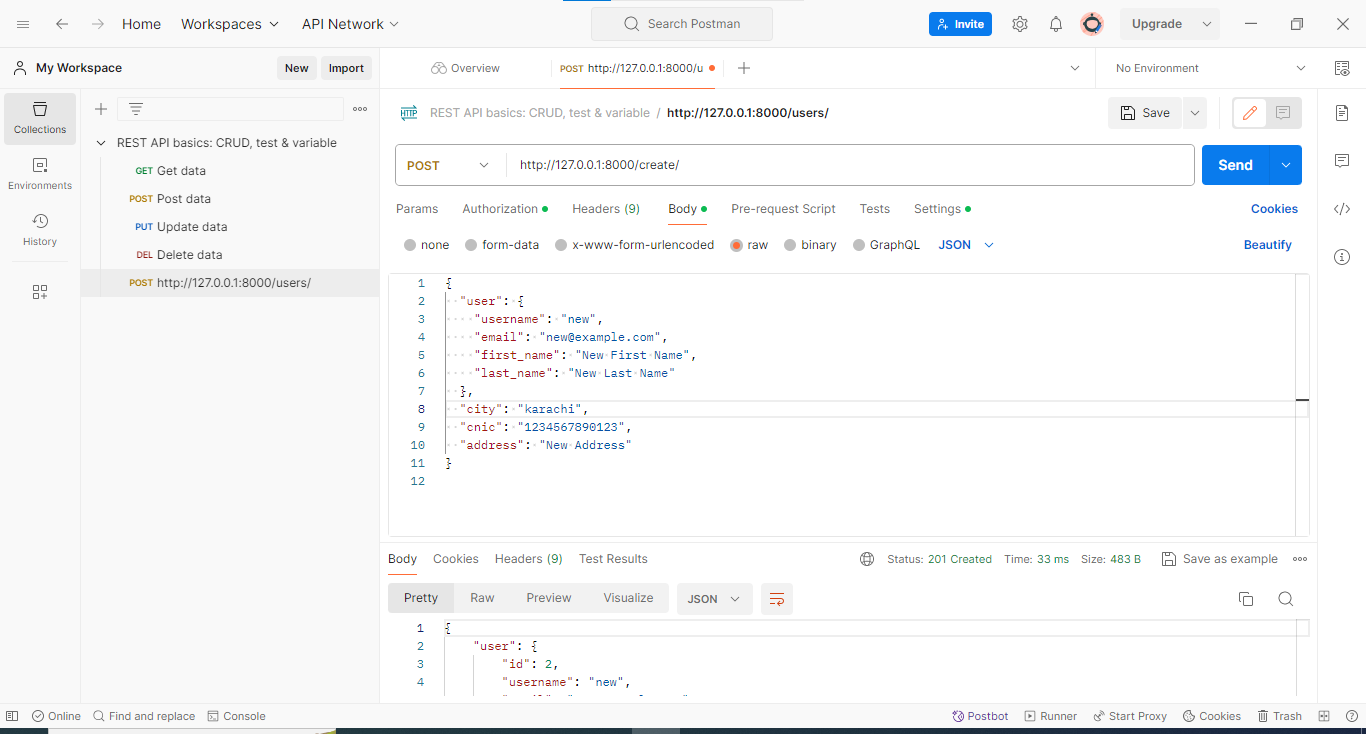 Home Workspaces API Network Search Postman Invite Upgrade
My Workspace New Import Overview POST http://127.0.0.1:8000/u No Environment
Collections
Environments
History
REST API basics: CRUD, test & variable
GET Get data
POST Post data
PUT Update data
DEL Delete data
POST http://127.0.0.1:8000/users/
HTTP REST API basics: CRUD, test & variable / http://127.0.0.1:8000/users/ Save
POST http://127.0.0.1:8000/create/ Send
Params Authorization Headers (9) Body Pre-request Script Tests Settings Cookies
none form-data x-www-form-urlencoded raw binary GraphQL JSON Beautify
1 {
2 "user": {
3 "username": "new",
4 "email": "new@example.com",
5 "first_name": "New First Name",
6 "last_name": "New Last Name"
7 },
8 "city": "karachi",
9 "cnic": "1234567890123",
10 "address": "New Address"
11 }
12
Body Cookies Headers (9) Test Results Status: 201 Created Time: 33 ms Size: 483 B Save as example
Pretty Raw Preview Visualize JSON
1 {
2 "user": {
3 "id": 2,
4 "username": "new",
Online Find and replace Console Postbot Runner Start Proxy Cookies Trash